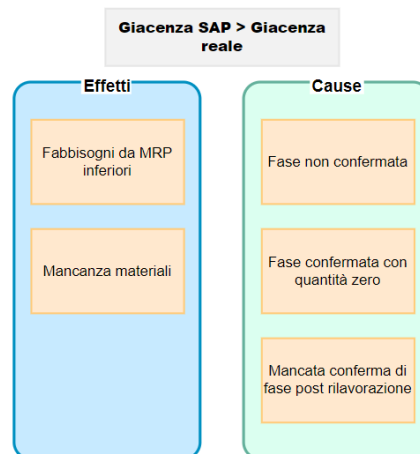 Giacenza SAP > Giacenza
reale
Effetti
Fabbisogni da MRP
inferiori
Mancanza materiali
Cause
Fase non confermata
Fase confermata con
quantità zero
Mancata conferma di
fase post rilavorazione